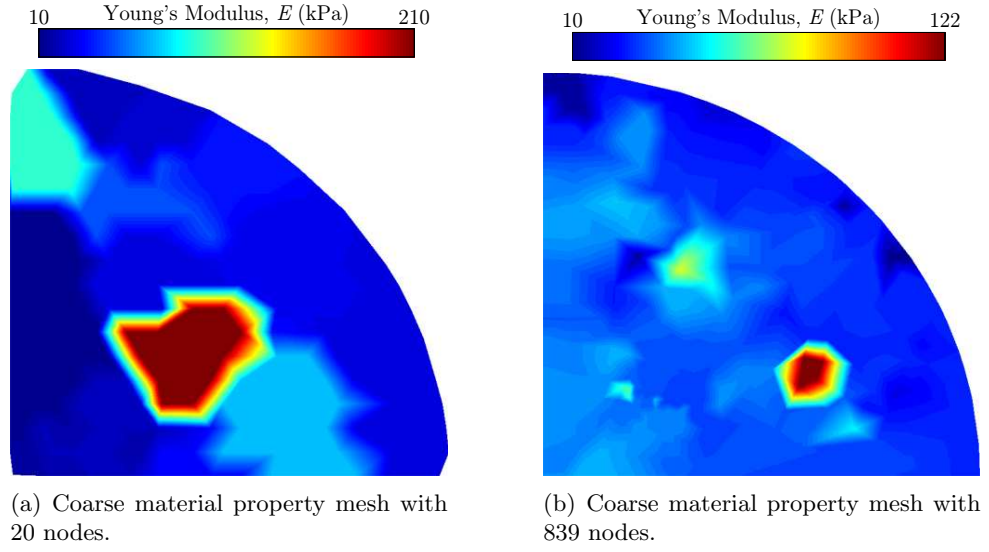 10 Young's Modulus, E (kPa) 210
10 Young's Modulus, E (kPa) 122
(a) Coarse material property mesh with
20 nodes.
(b) Coarse material property mesh with
839 nodes.